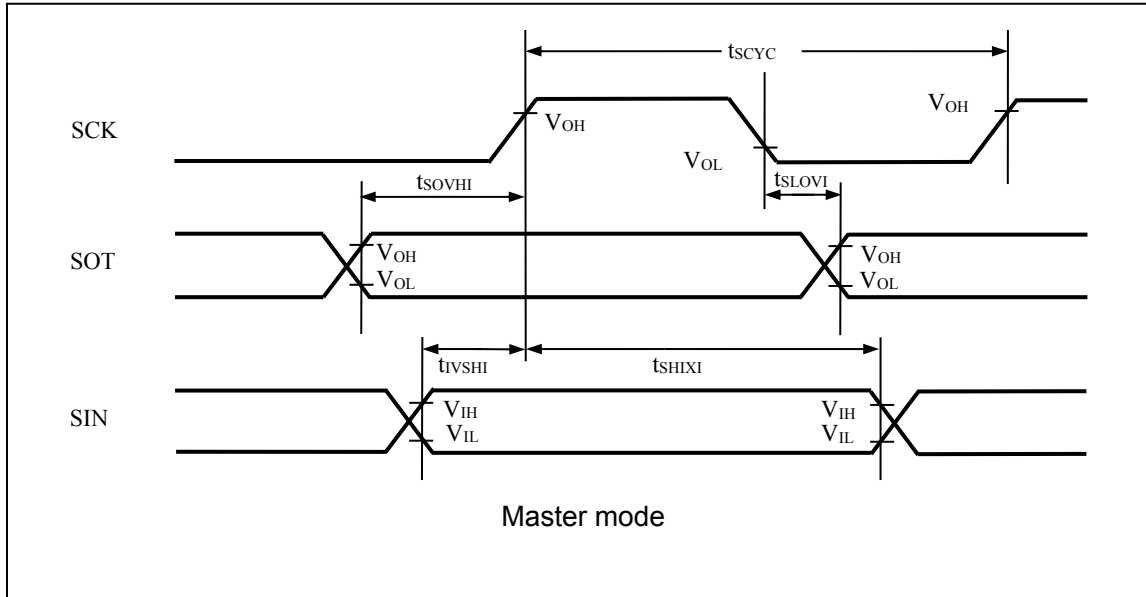 tSCYC
SCK
VOH
VOL
VOH
tSOVHI
tSLOVI
SOT
VOH
VOL
VOH
VOL
tIVSHI
tSHIXI
SIN
VIH
VIL
VIH
VIL
Master mode